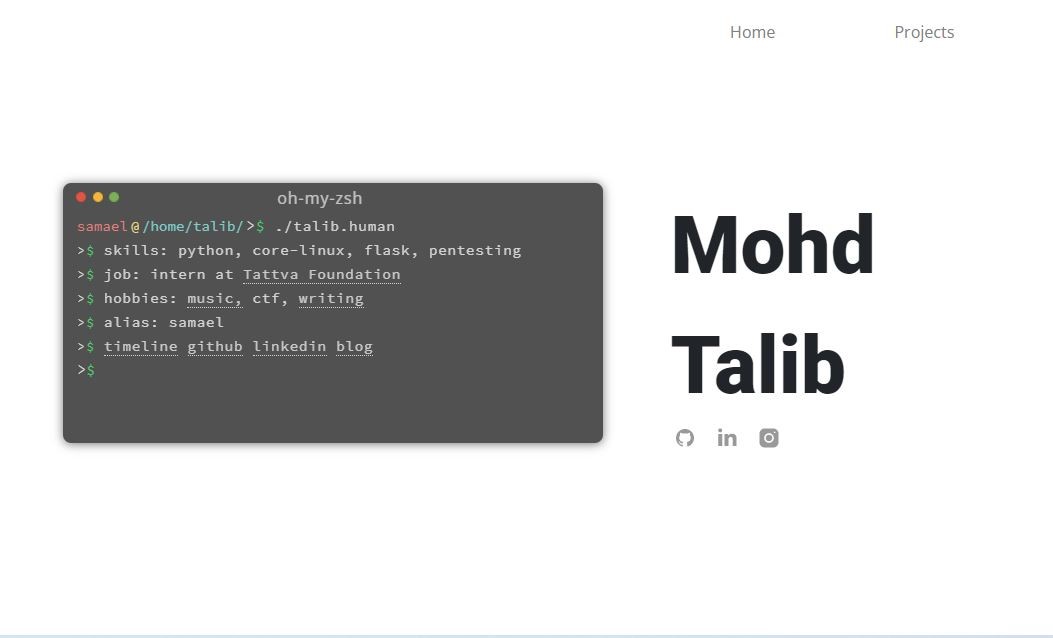 Home Projects
oh-my-zsh
samael@/home/talib/>$ ./talib.human
>$ skills: python, core-linux, flask, pentesting
>$ job: intern at Tattva Foundation
>$ hobbies: music, ctf, writing
>$ alias: samael
>$ timeline github linkedin blog
>$
Mohd
Talib
in